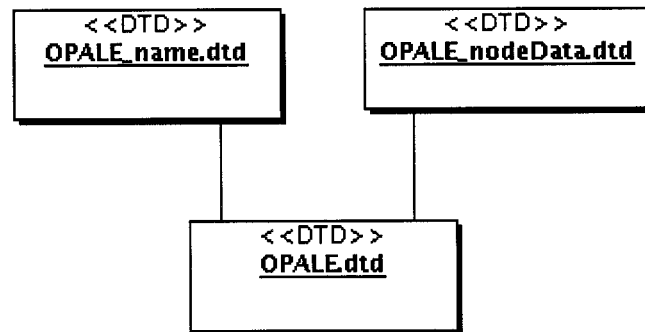 <<DTD>>
OPALE_name.dtd
<<DTD>>
OPALE_nodeData.dtd
<<DTD>>
OPALE.dtd